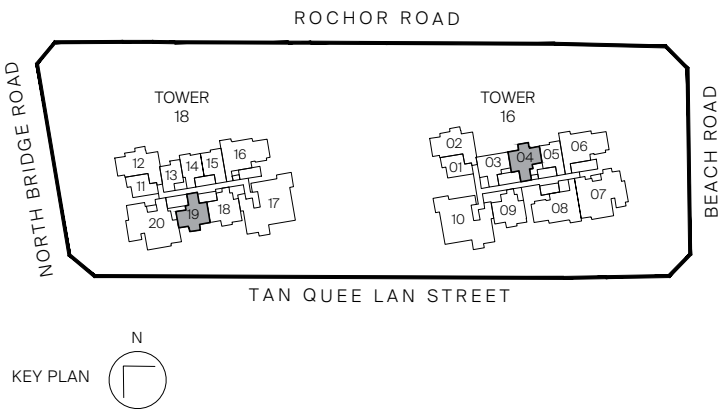 ROCHOR ROAD
NORTH BRIDGE ROAD
BEACH ROAD
TOWER
18
TOWER
16
12
11
13
14
15
16
20
19
18
17
02
01
03
04
05
06
10
09
08
07
TAN QUEE LAN STREET
N
KEY PLAN